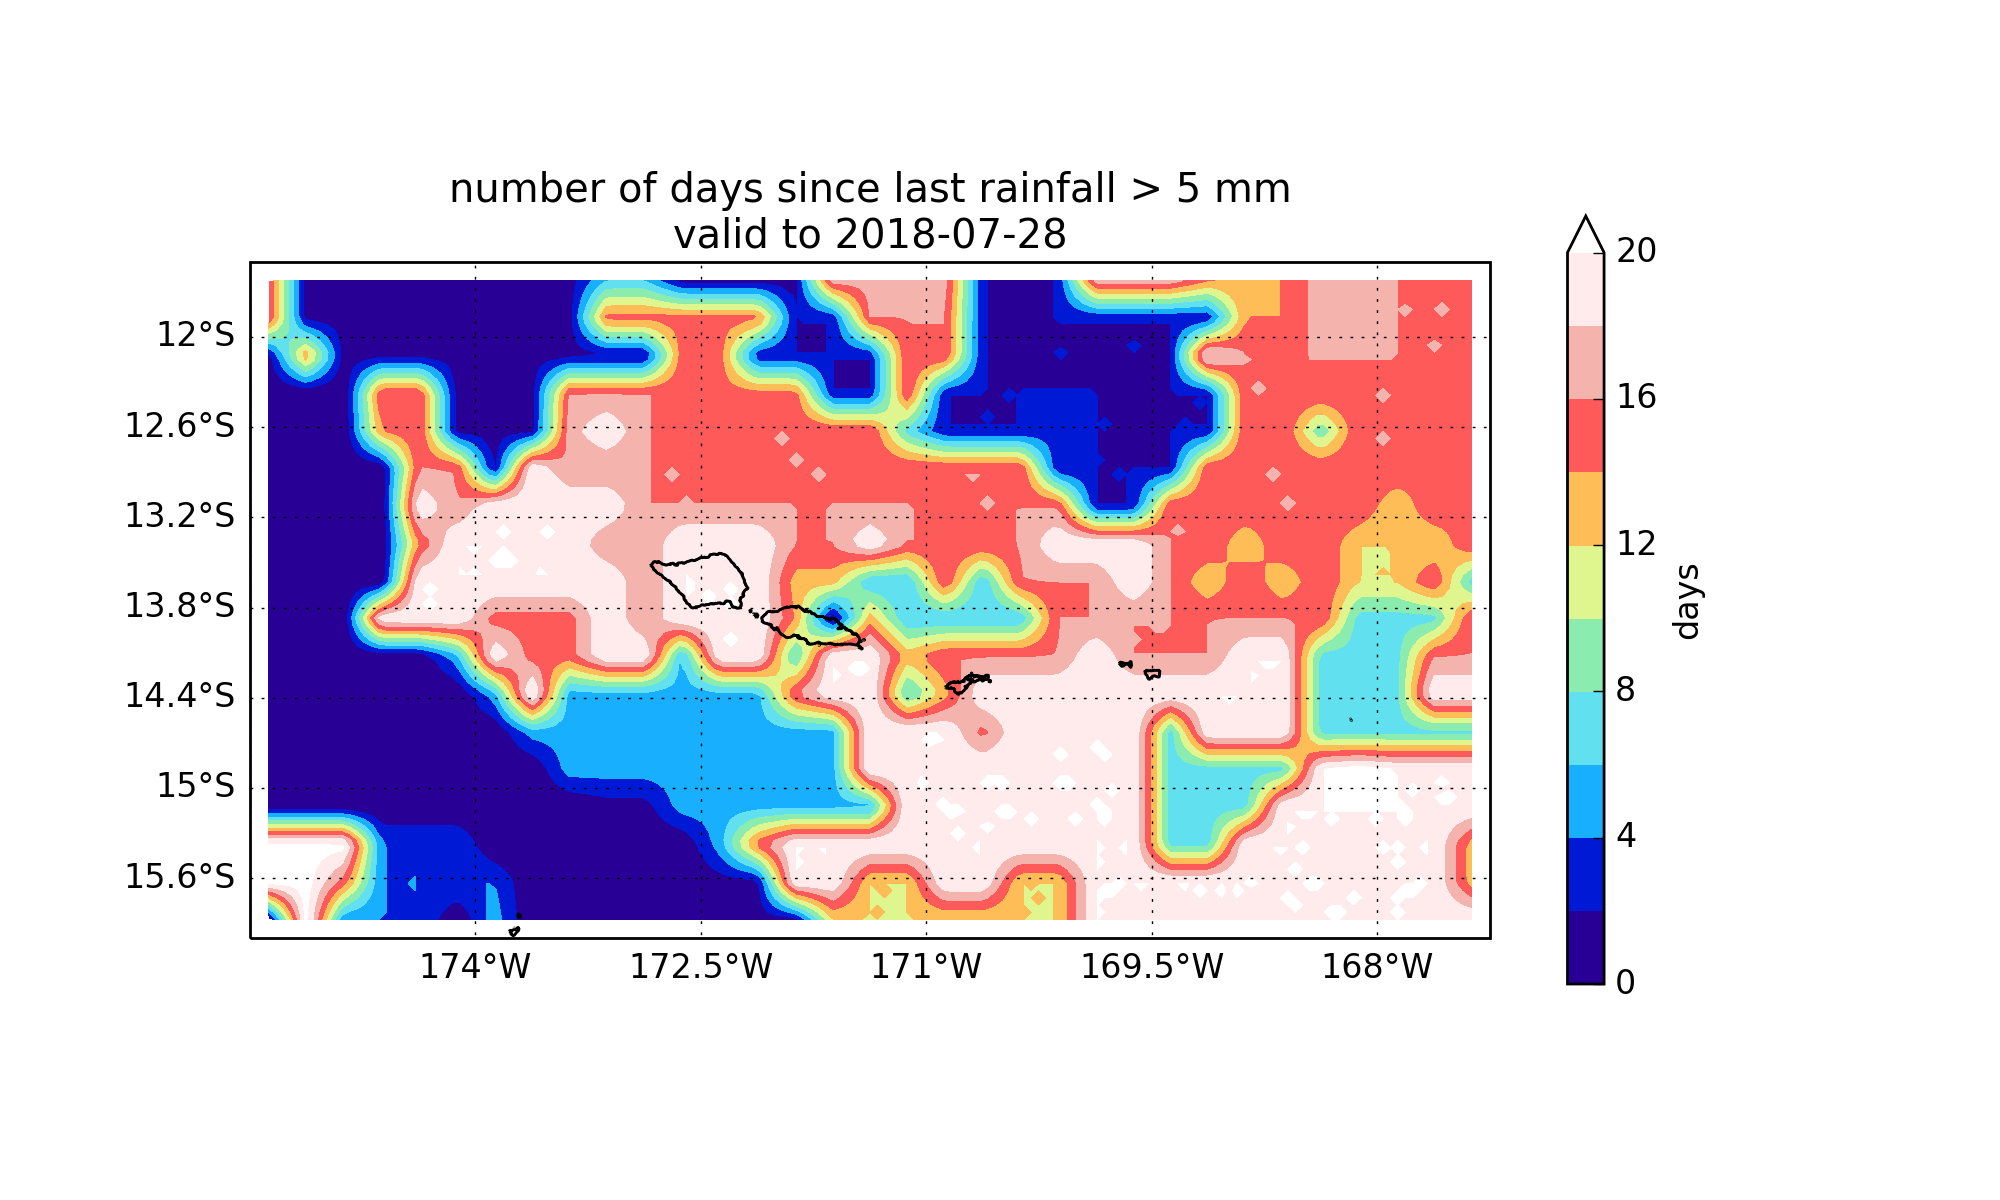 number of days since last rainfall > 5 mm
valid to 2018-07-28
12°S
12.6°S
13.2°S
13.8°S
14.4°S
15°S
15.6°S
174°W 172.5°W 171°W 169.5°W 168°W
20
16
12
8
4
0
days